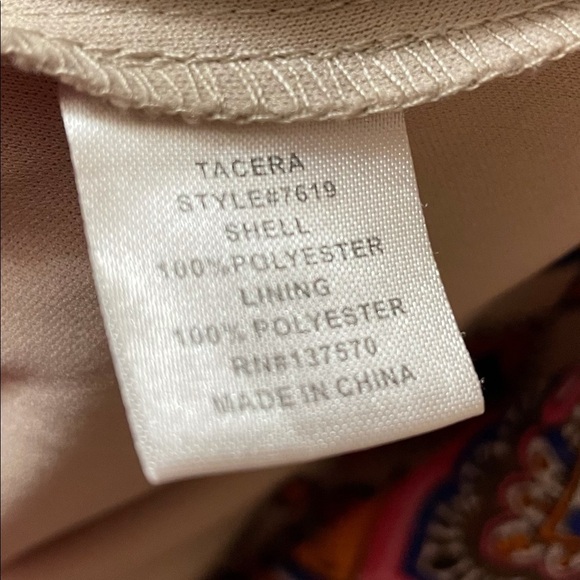 TACERA
STYLE#7619
SHELL
100%POLYESTER
LINING
100% POLYESTER
RN#137570
MADE IN CHINA